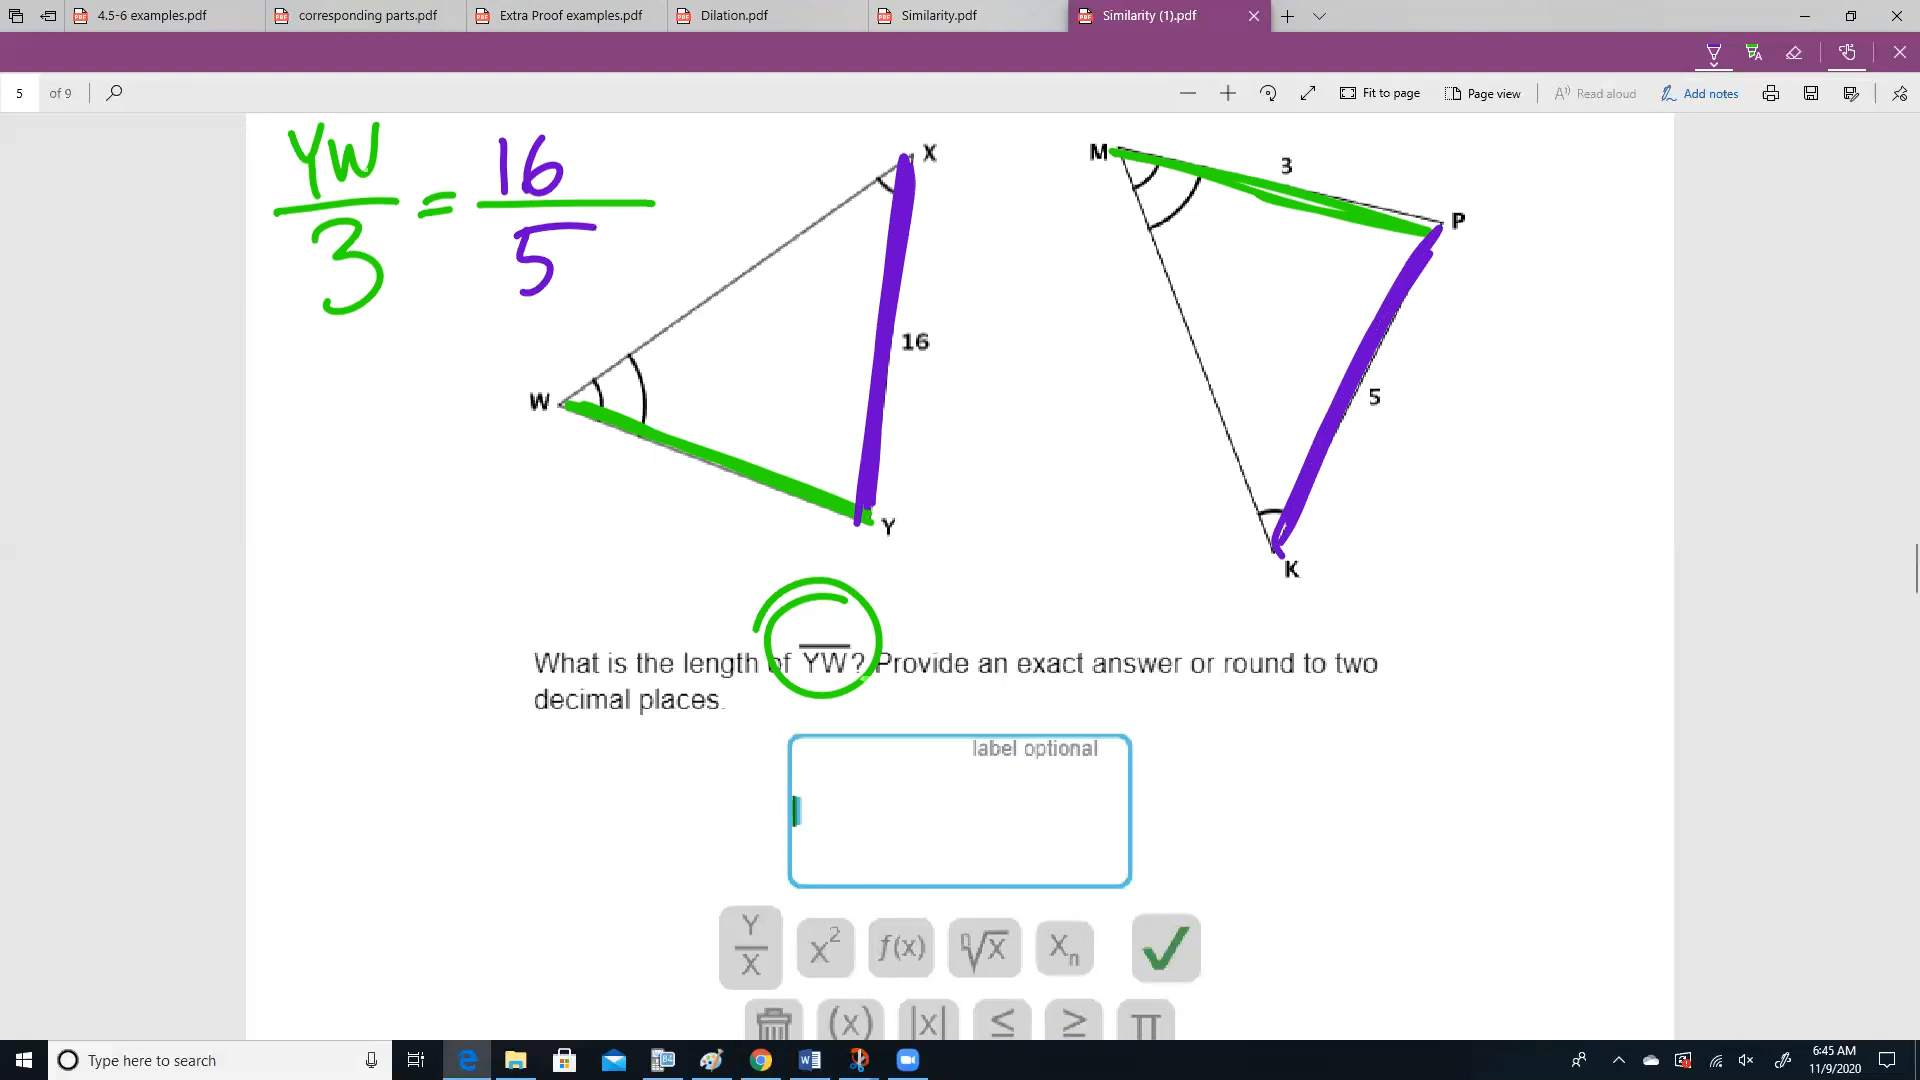 4.5-6 examples.pdf corresponding parts.pdf Extra Proof examples.pdf Dilation.pdf Similarity.pdf Similarity (1).pdf
5 of 9 Fit to page Page view Read aloud Add notes
YW/3 = 16/5
X
16
W
Y
M
3
P
5
K
What is the length of YW? Provide an exact answer or round to two
decimal places.
label optional
Y/X x² f(x) ⁿ√x Xn
(x) |x| ≤ ≥ π
Type here to search
6:45 AM
11/9/2020